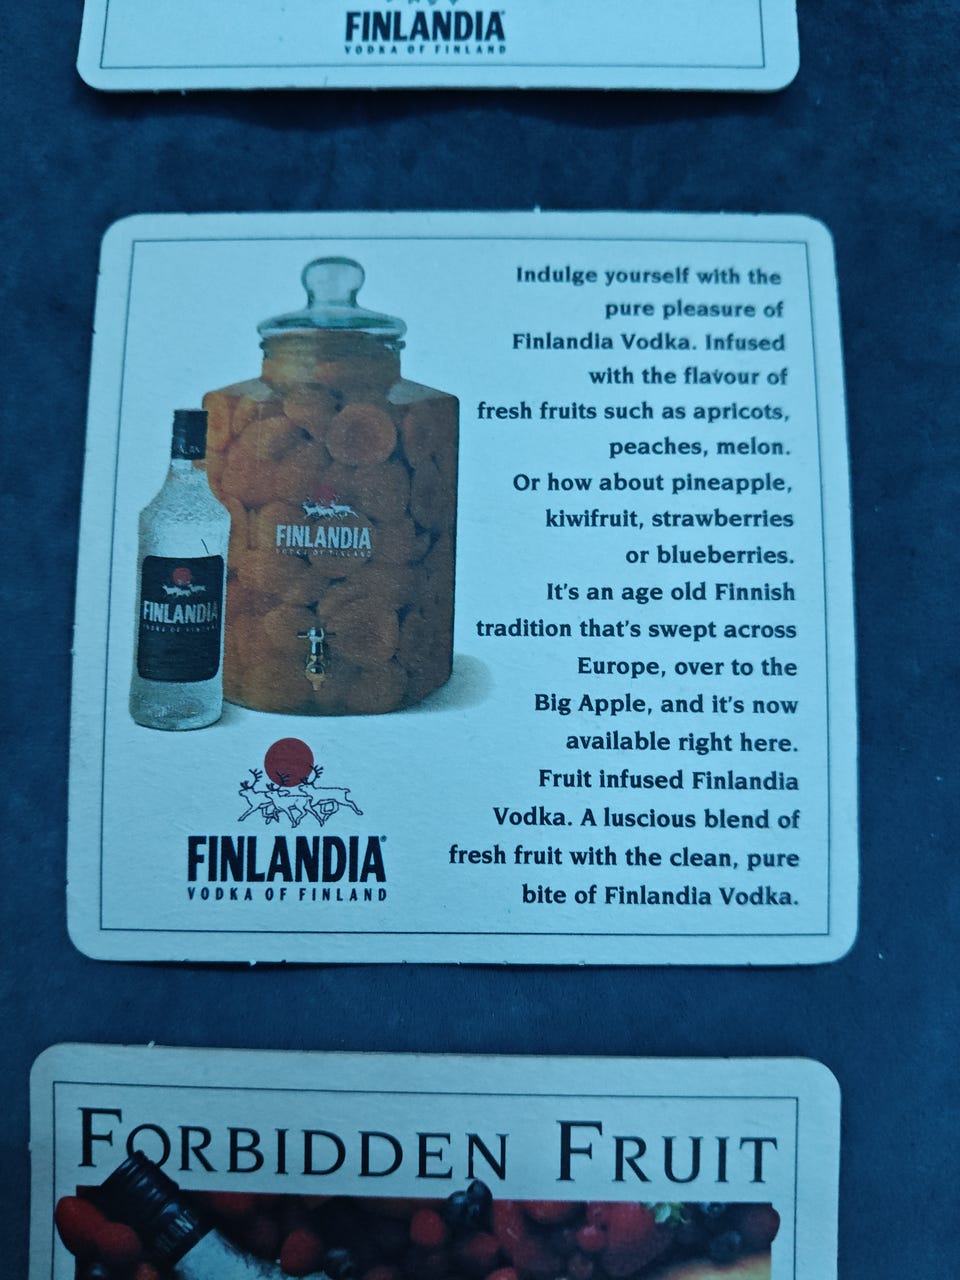 FINLANDIA
VODKA OF FINLAND
Indulge yourself with the
pure pleasure of
Finlandia Vodka. Infused
with the flavour of
fresh fruits such as apricots,
peaches, melon.
Or how about pineapple,
kiwifruit, strawberries
or blueberries.
It's an age old Finnish
tradition that's swept across
Europe, over to the
Big Apple, and it's now
available right here.
Fruit infused Finlandia
Vodka. A luscious blend of
fresh fruit with the clean, pure
bite of Finlandia Vodka.
FINLANDIA
VODKA OF FINLAND
FINLANDIA
FINLANDIA
VODKA OF FINLAND
FORBIDDEN FRUIT